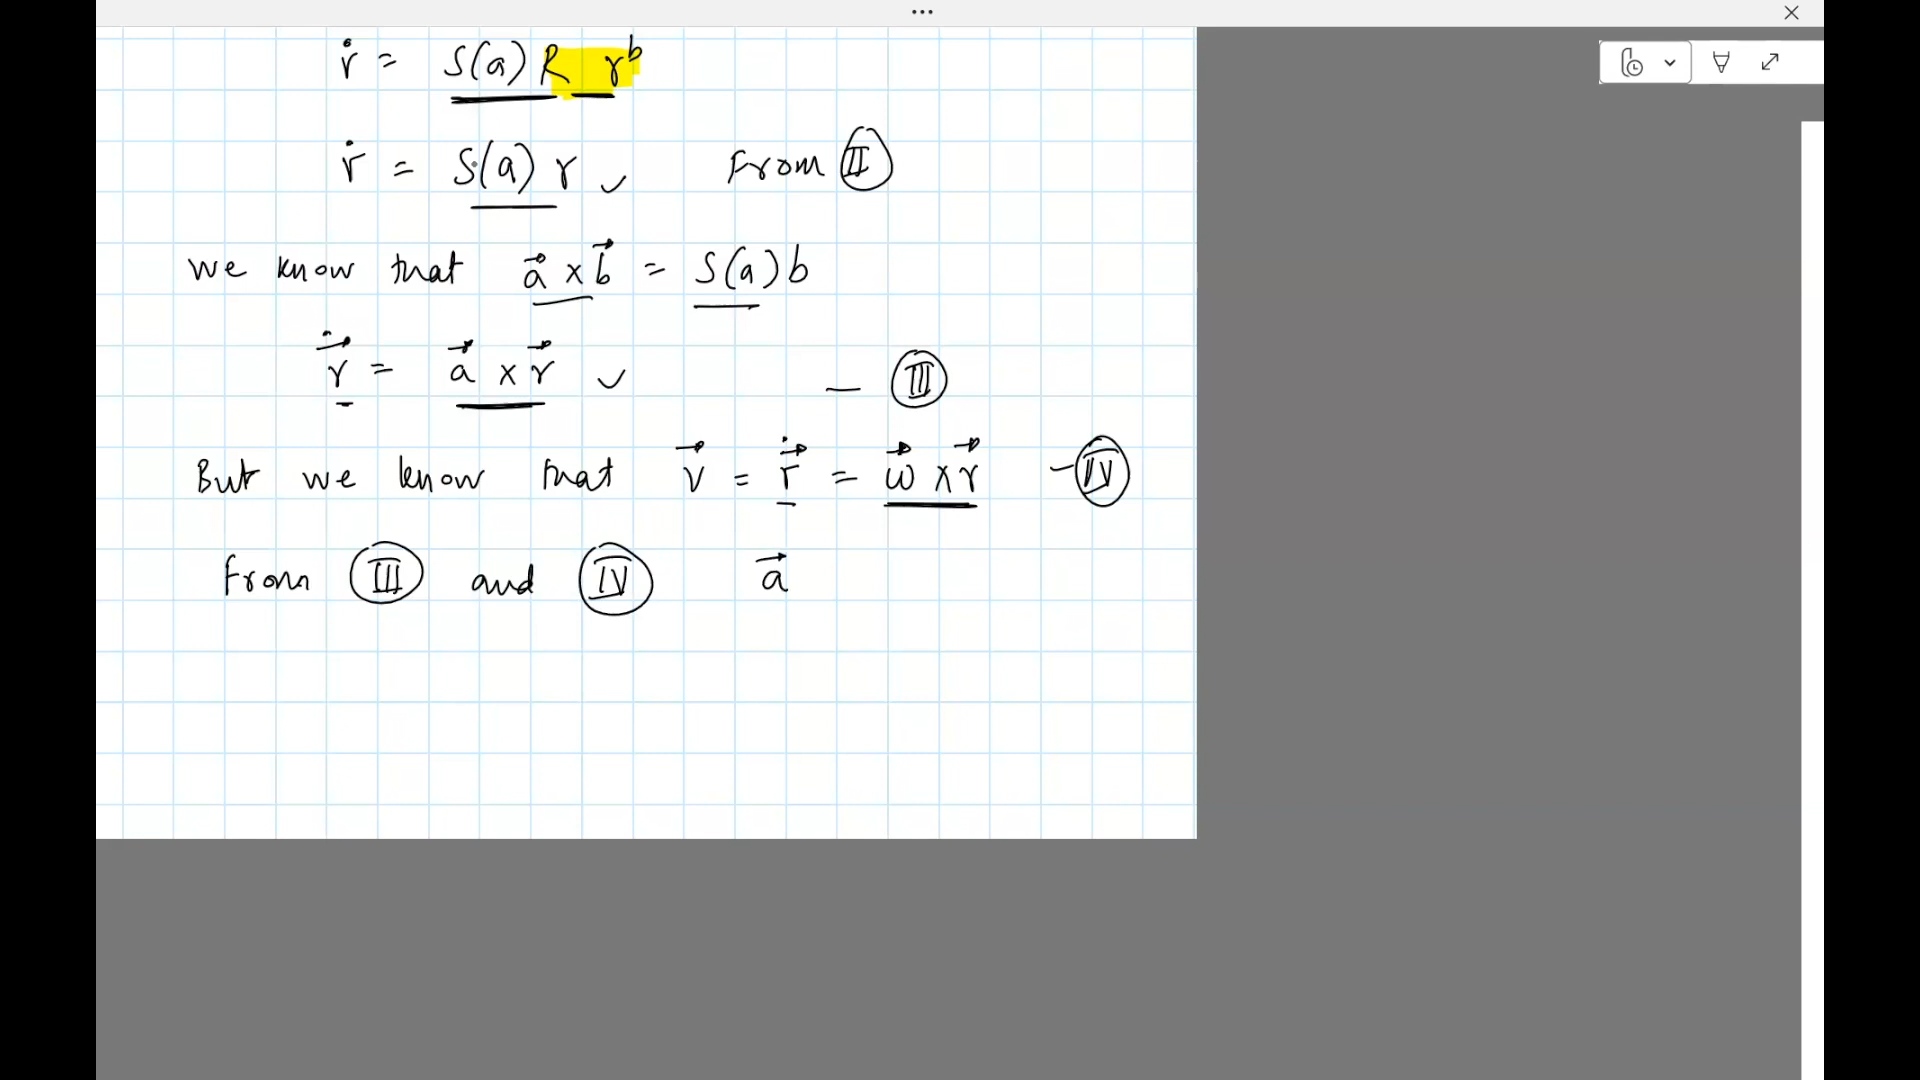 ṙ = S(a) R r^b
ṙ = S(a) r ✓ From II
We know that a⃗ × b⃗ = S(a) b
ṙ⃗ = a⃗ × r⃗ ✓ — III
But we know that v⃗ = ṙ⃗ = ω⃗ × r⃗ — IV
From III and IV a⃗